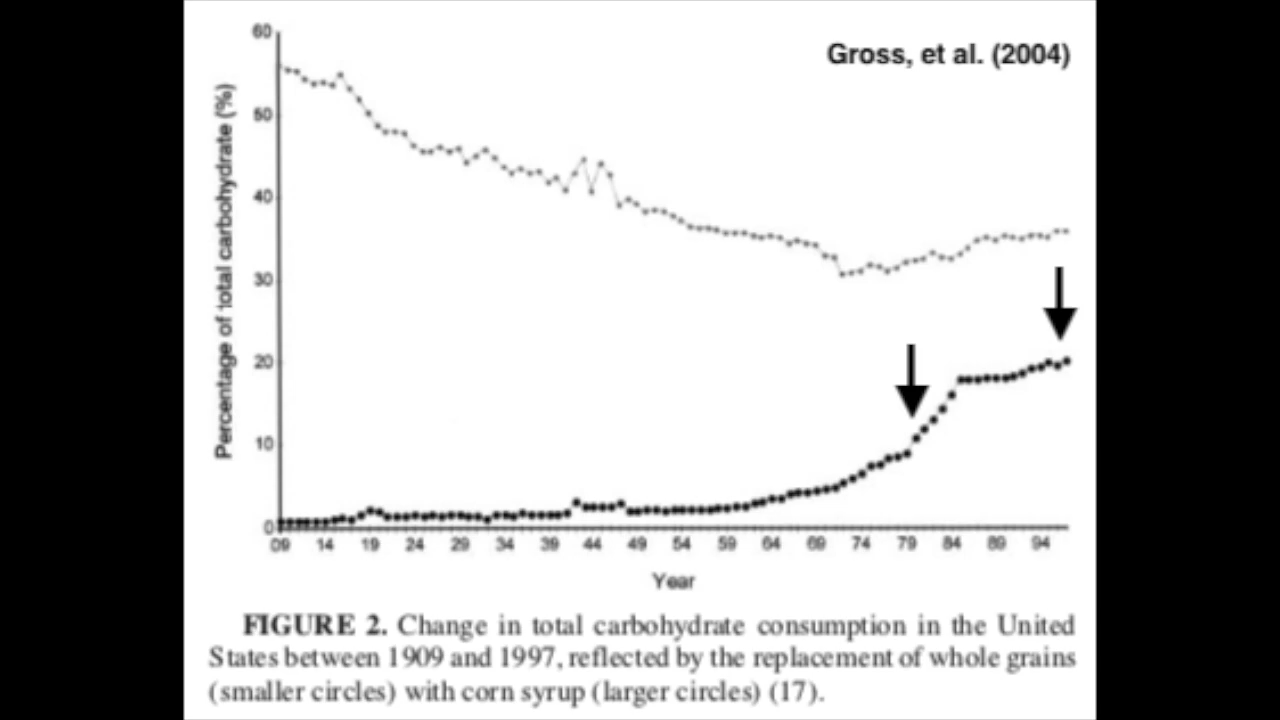 Gross, et al. (2004)
Percentage of total carbohydrate (%)
60
50
40
30
20
10
0
09 14 19 24 29 34 39 44 49 54 59 64 69 74 79 84 89 94
Year
FIGURE 2. Change in total carbohydrate consumption in the United
States between 1909 and 1997, reflected by the replacement of whole grains
(smaller circles) with corn syrup (larger circles) (17).